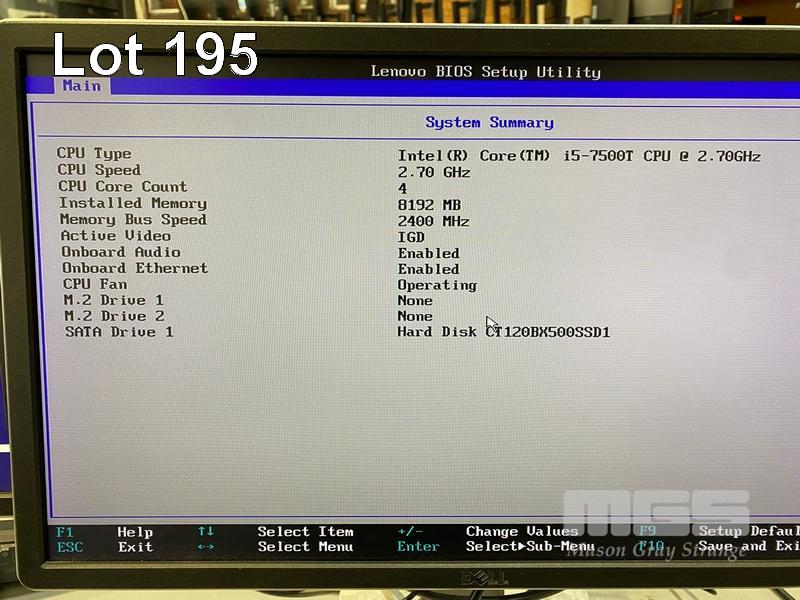 Lot 195
Lenovo BIOS Setup Utility
Main
System Summary
CPU Type Intel(R) Core(TM) i5-7500T CPU @ 2.70GHz
CPU Speed 2.70 GHz
CPU Core Count 4
Installed Memory 8192 MB
Memory Bus Speed 2400 MHz
Active Video IGD
Onboard Audio Enabled
Onboard Ethernet Enabled
CPU Fan Operating
M.2 Drive 1 None
M.2 Drive 2 None
SATA Drive 1 Hard Disk CT120BX500SSD1
F1 Help ↑↓ Select Item +/- Change Values F9 Setup Defaul
ESC Exit ←→ Select Menu Enter Select▶Sub-Menu F10 Save and Exi
MGS
Mason Gray Strange
DELL